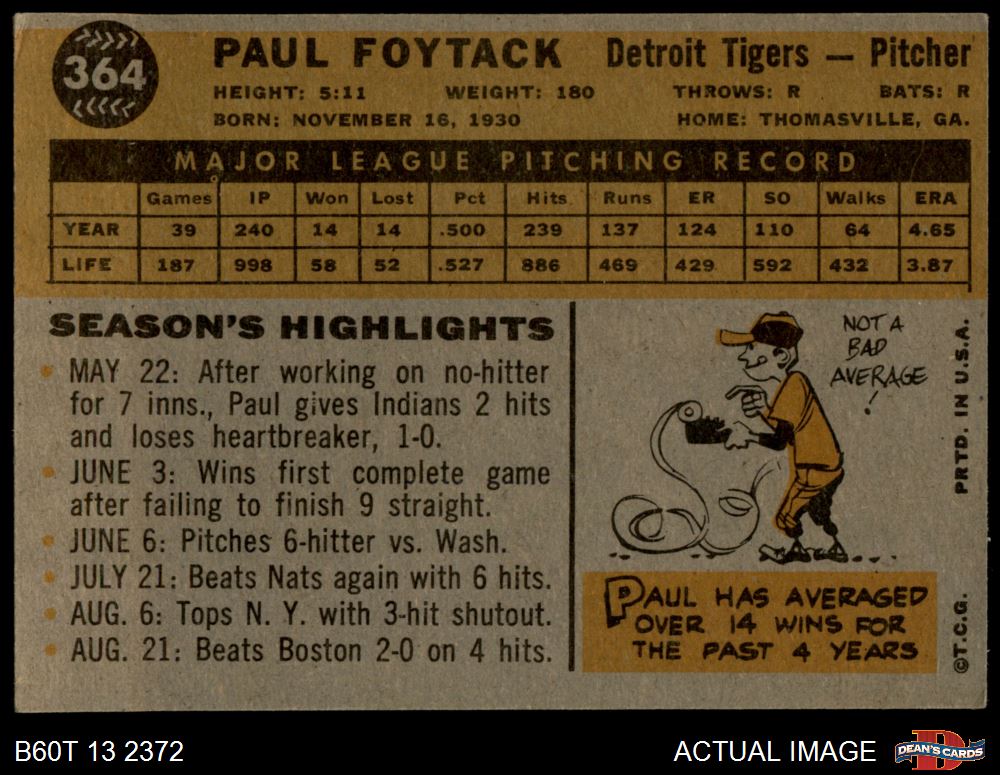 364
PAUL FOYTACK Detroit Tigers — Pitcher
HEIGHT: 5:11 WEIGHT: 180 THROWS: R BATS: R
BORN: NOVEMBER 16, 1930 HOME: THOMASVILLE, GA.
MAJOR LEAGUE PITCHING RECORD
Games IP Won Lost Pct Hits Runs ER SO Walks ERA
YEAR 39 240 14 14 .500 239 137 124 110 64 4.65
LIFE 187 998 58 52 .527 886 469 429 592 432 3.87
SEASON'S HIGHLIGHTS
• MAY 22: After working on no-hitter
for 7 inns., Paul gives Indians 2 hits
and loses heartbreaker, 1-0.
• JUNE 3: Wins first complete game
after failing to finish 9 straight.
• JUNE 6: Pitches 6-hitter vs. Wash.
• JULY 21: Beats Nats again with 6 hits.
• AUG. 6: Tops N. Y. with 3-hit shutout.
• AUG. 21: Beats Boston 2-0 on 4 hits.
NOT A
BAD
AVERAGE
!
PAUL HAS AVERAGED
OVER 14 WINS FOR
THE PAST 4 YEARS
PRTD. IN U.S.A.
©T.C.G.
B60T 13 2372
ACTUAL IMAGE
D
DEAN'S CARDS